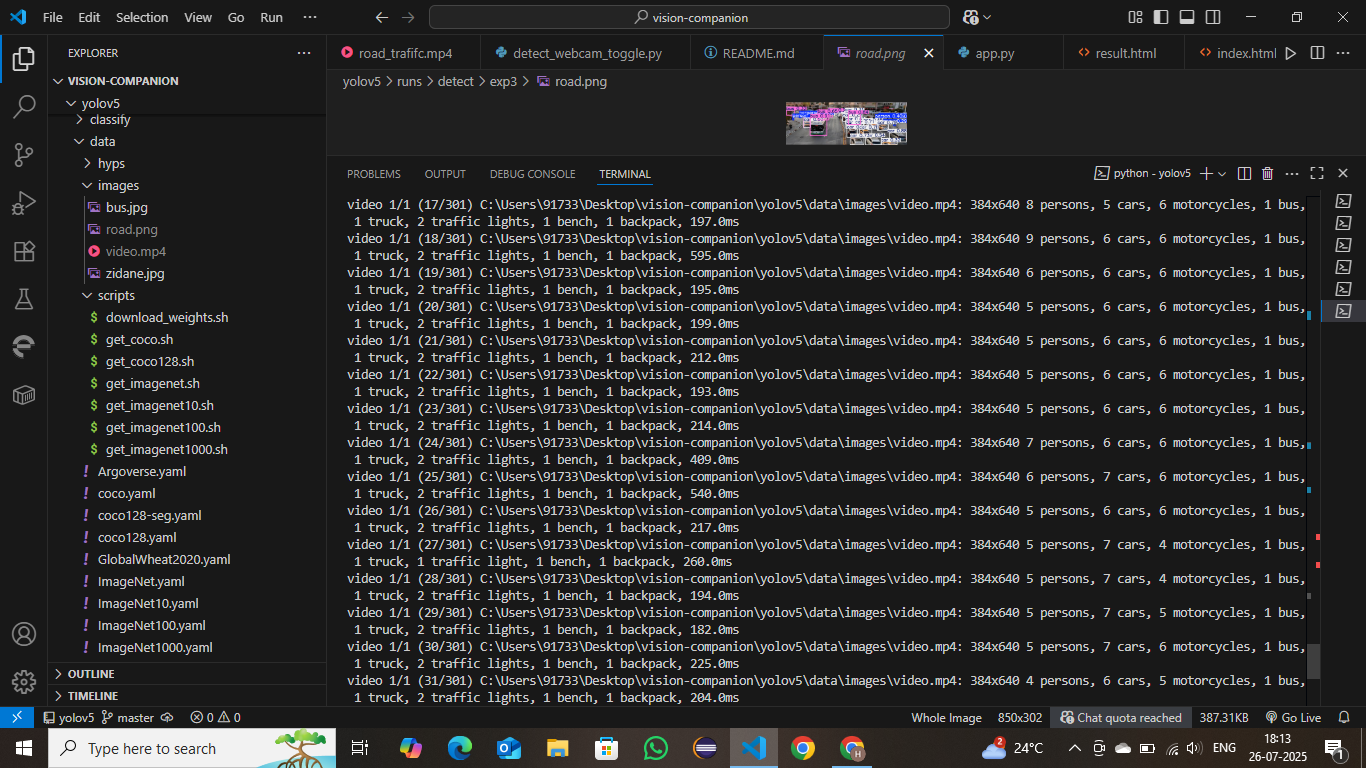 File Edit Selection View Go Run ···
vision-companion
EXPLORER
VISION-COMPANION
yolov5
classify
data
hyps
images
bus.jpg
road.png
video.mp4
zidane.jpg
scripts
download_weights.sh
get_coco.sh
get_coco128.sh
get_imagenet.sh
get_imagenet10.sh
get_imagenet100.sh
get_imagenet1000.sh
Argoverse.yaml
coco.yaml
coco128-seg.yaml
coco128.yaml
GlobalWheat2020.yaml
ImageNet.yaml
ImageNet10.yaml
ImageNet100.yaml
ImageNet1000.yaml
OUTLINE
TIMELINE
road_trafifc.mp4 detect_webcam_toggle.py README.md road.png app.py result.html index.html
yolov5 > runs > detect > exp3 > road.png
PROBLEMS OUTPUT DEBUG CONSOLE TERMINAL
python - yolov5
video 1/1 (17/301) C:\Users\91733\Desktop\vision-companion\yolov5\data\images\video.mp4: 384x640 8 persons, 5 cars, 6 motorcycles, 1 bus,
1 truck, 2 traffic lights, 1 bench, 1 backpack, 197.0ms
video 1/1 (18/301) C:\Users\91733\Desktop\vision-companion\yolov5\data\images\video.mp4: 384x640 9 persons, 6 cars, 6 motorcycles, 1 bus,
1 truck, 2 traffic lights, 1 bench, 1 backpack, 595.0ms
video 1/1 (19/301) C:\Users\91733\Desktop\vision-companion\yolov5\data\images\video.mp4: 384x640 6 persons, 6 cars, 6 motorcycles, 1 bus,
1 truck, 2 traffic lights, 1 bench, 1 backpack, 195.0ms
video 1/1 (20/301) C:\Users\91733\Desktop\vision-companion\yolov5\data\images\video.mp4: 384x640 5 persons, 6 cars, 6 motorcycles, 1 bus,
1 truck, 2 traffic lights, 1 bench, 1 backpack, 199.0ms
video 1/1 (21/301) C:\Users\91733\Desktop\vision-companion\yolov5\data\images\video.mp4: 384x640 5 persons, 6 cars, 6 motorcycles, 1 bus,
1 truck, 2 traffic lights, 1 bench, 1 backpack, 212.0ms
video 1/1 (22/301) C:\Users\91733\Desktop\vision-companion\yolov5\data\images\video.mp4: 384x640 5 persons, 6 cars, 6 motorcycles, 1 bus,
1 truck, 2 traffic lights, 1 bench, 1 backpack, 193.0ms
video 1/1 (23/301) C:\Users\91733\Desktop\vision-companion\yolov5\data\images\video.mp4: 384x640 5 persons, 6 cars, 6 motorcycles, 1 bus,
1 truck, 2 traffic lights, 1 bench, 1 backpack, 214.0ms
video 1/1 (24/301) C:\Users\91733\Desktop\vision-companion\yolov5\data\images\video.mp4: 384x640 7 persons, 6 cars, 6 motorcycles, 1 bus,
1 truck, 2 traffic lights, 1 bench, 1 backpack, 409.0ms
video 1/1 (25/301) C:\Users\91733\Desktop\vision-companion\yolov5\data\images\video.mp4: 384x640 6 persons, 7 cars, 6 motorcycles, 1 bus,
1 truck, 2 traffic lights, 1 bench, 1 backpack, 540.0ms
video 1/1 (26/301) C:\Users\91733\Desktop\vision-companion\yolov5\data\images\video.mp4: 384x640 5 persons, 6 cars, 6 motorcycles, 1 bus,
1 truck, 2 traffic lights, 1 bench, 1 backpack, 217.0ms
video 1/1 (27/301) C:\Users\91733\Desktop\vision-companion\yolov5\data\images\video.mp4: 384x640 5 persons, 7 cars, 4 motorcycles, 1 bus,
1 truck, 1 traffic light, 1 bench, 1 backpack, 260.0ms
video 1/1 (28/301) C:\Users\91733\Desktop\vision-companion\yolov5\data\images\video.mp4: 384x640 5 persons, 7 cars, 4 motorcycles, 1 bus,
1 truck, 2 traffic lights, 1 bench, 1 backpack, 194.0ms
video 1/1 (29/301) C:\Users\91733\Desktop\vision-companion\yolov5\data\images\video.mp4: 384x640 5 persons, 7 cars, 5 motorcycles, 1 bus,
1 truck, 2 traffic lights, 1 bench, 1 backpack, 182.0ms
video 1/1 (30/301) C:\Users\91733\Desktop\vision-companion\yolov5\data\images\video.mp4: 384x640 5 persons, 7 cars, 6 motorcycles, 1 bus,
1 truck, 2 traffic lights, 1 bench, 1 backpack, 225.0ms
video 1/1 (31/301) C:\Users\91733\Desktop\vision-companion\yolov5\data\images\video.mp4: 384x640 4 persons, 6 cars, 5 motorcycles, 1 bus,
1 truck, 2 traffic lights, 1 bench, 1 backpack, 204.0ms
yolov5 master 0 0 Whole Image 850x302 Chat quota reached 387.31KB Go Live
Type here to search
2 24°C ENG 18:13
26-07-2025 1